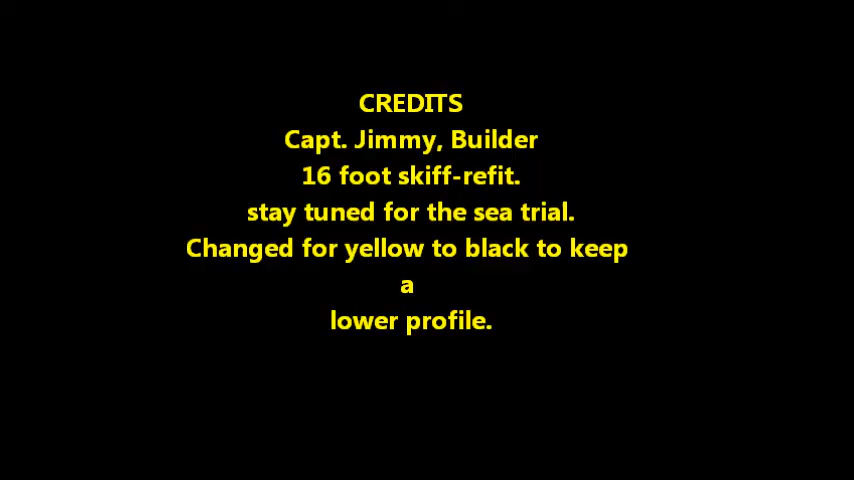 CREDITS
Capt. Jimmy, Builder
16 foot skiff-refit.
stay tuned for the sea trial.
Changed for yellow to black to keep
a
lower profile.